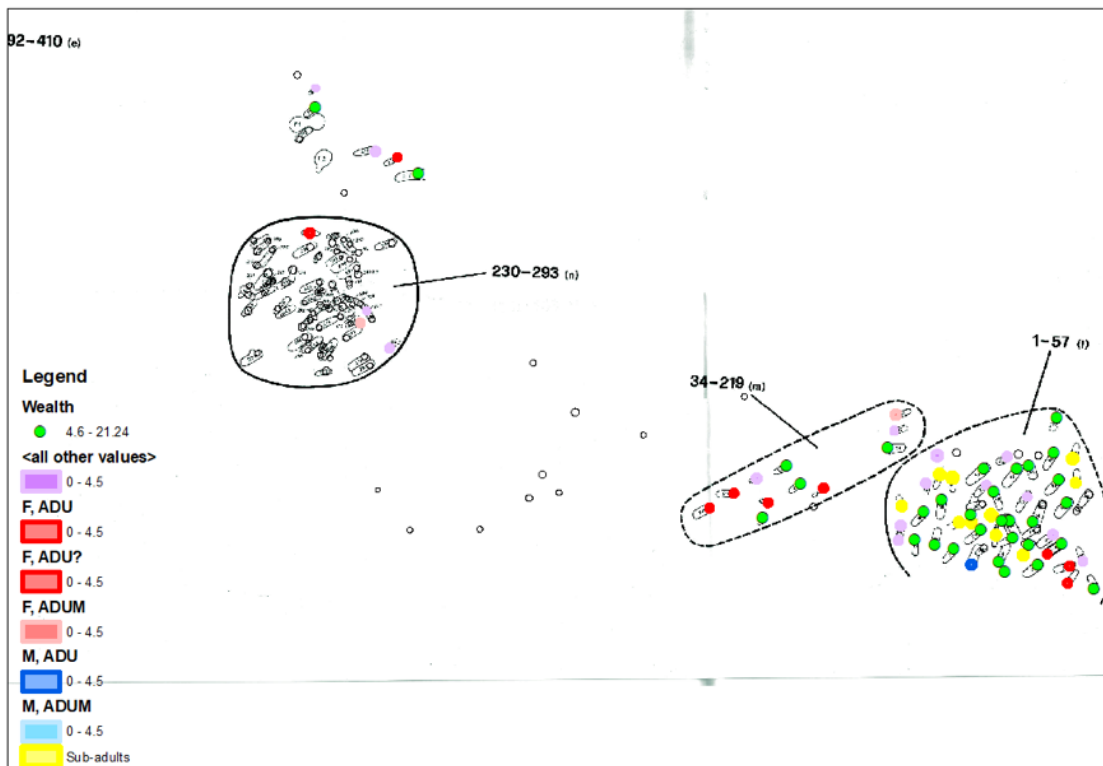 92-410 (e)
230-293 (n)
1-57 (f)
34-219 (m)
Legend
Wealth
4.6 - 21.24
<all other values>
0 - 4.5
F, ADU
0 - 4.5
F, ADU?
0 - 4.5
F, ADUM
0 - 4.5
M, ADU
0 - 4.5
M, ADUM
0 - 4.5
Sub-adults